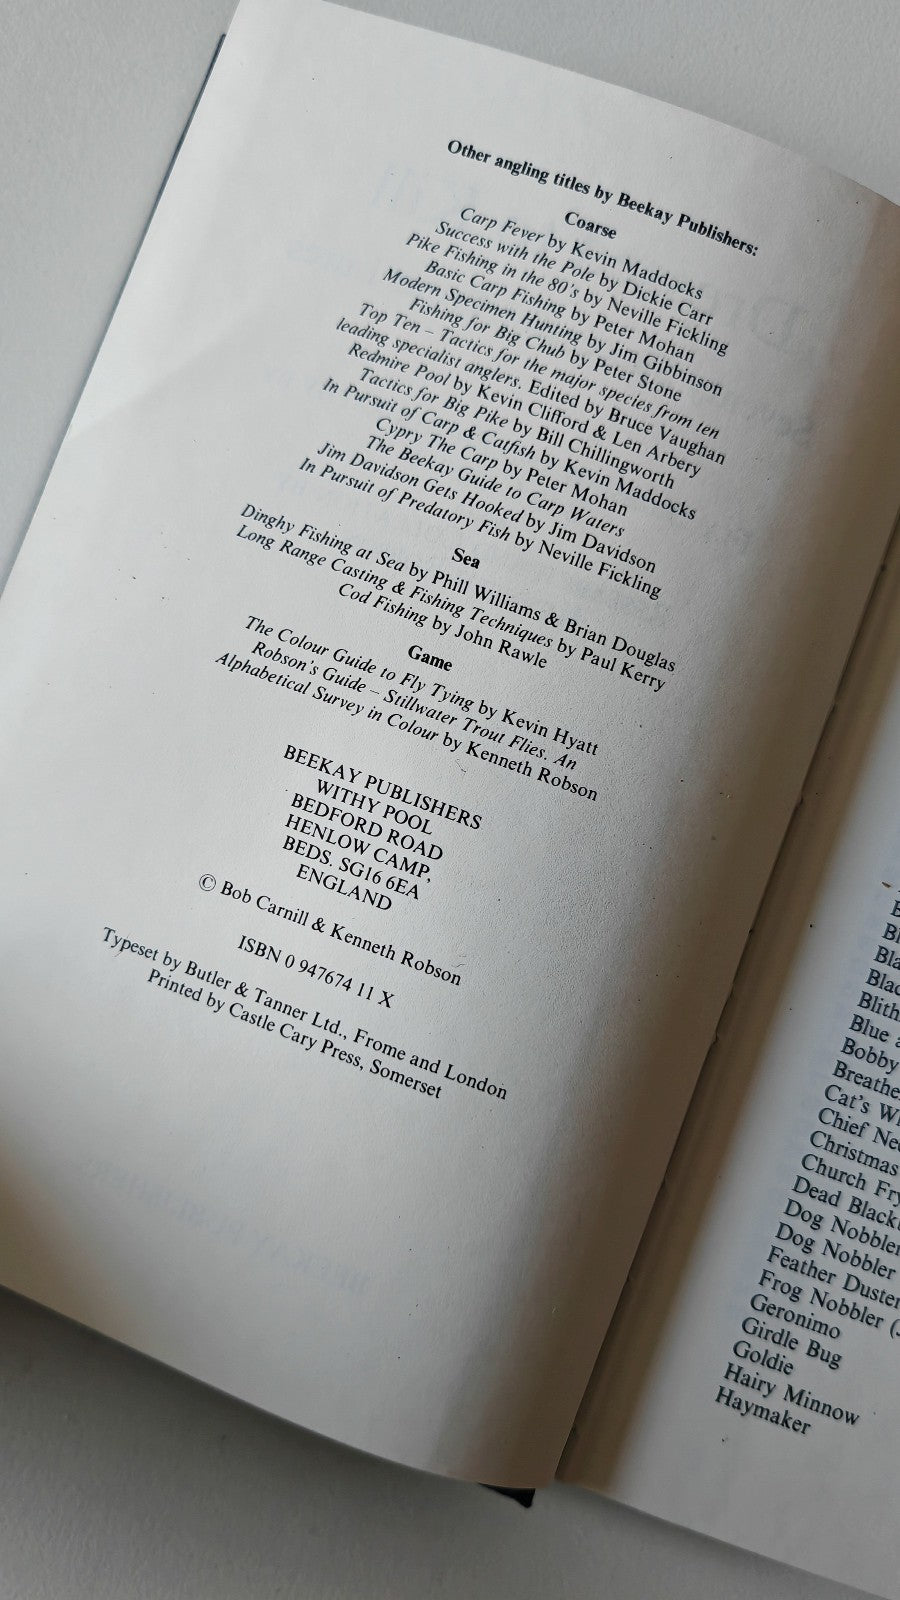 Other angling titles by Beekay Publishers:
Coarse
Carp Fever by Kevin Maddocks
Success with the Pole by Dickie Carr
Pike Fishing in the 80's by Neville Fickling
Basic Carp Fishing by Peter Mohan
Modern Specimen Hunting by Jim Gibbinson
Fishing for Big Chub by Peter Stone
Top Ten – Tactics for the major species from ten
leading specialist anglers. Edited by Bruce Vaughan
Redmire Pool by Kevin Clifford & Len Arbery
Tactics for Big Pike by Bill Chillingworth
In Pursuit of Carp & Catfish by Kevin Maddocks
Cypry The Carp by Peter Mohan
The Beekay Guide to Carp Waters
Jim Davidson Gets Hooked by Jim Davidson
In Pursuit of Predatory Fish by Neville Fickling
Sea
Dinghy Fishing at Sea by Phill Williams & Brian Douglas
Long Range Casting & Fishing Techniques by Paul Kerry
Cod Fishing by John Rawle
Game
The Colour Guide to Fly Tying by Kevin Hyatt
Robson's Guide – Stillwater Trout Flies. An
Alphabetical Survey in Colour by Kenneth Robson
BEEKAY PUBLISHERS
WITHY POOL
BEDFORD ROAD
HENLOW CAMP,
BEDS. SG16 6EA
ENGLAND
© Bob Carnill & Kenneth Robson
ISBN 0 947674 11 X
Typeset by Butler & Tanner Ltd., Frome and London
Printed by Castle Cary Press, Somerset
Blue
Bobby
Cat's
Chief
Christmas
Church Fry
Dead
Dog Nobbler
Dog Nobbler
Feather Duster
Frog Nobbler
Geronimo
Girdle Bug
Goldie
Hairy Minnow
Haymaker